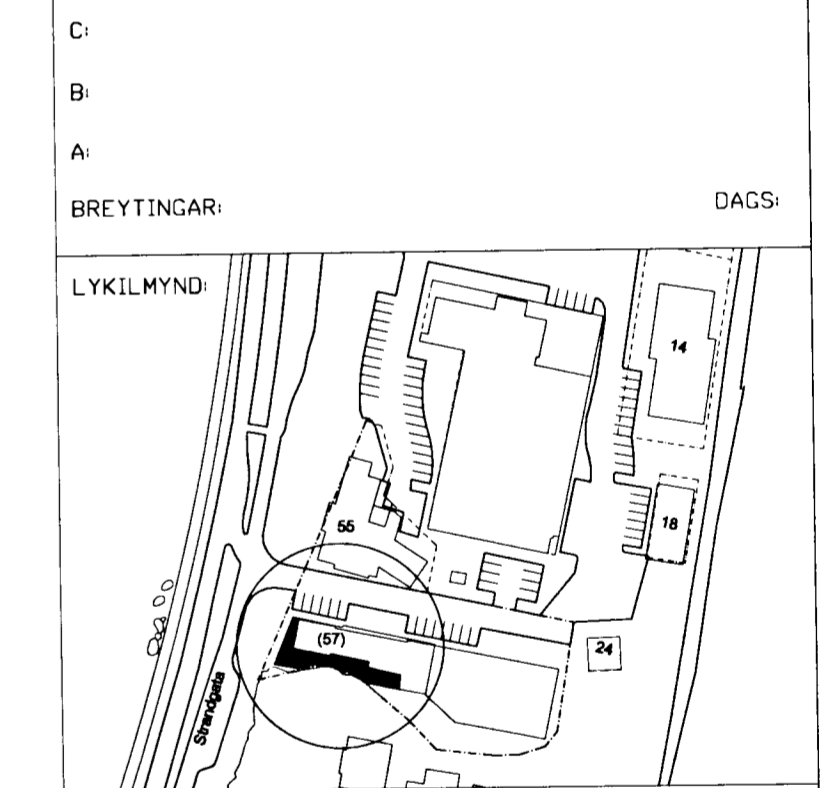 C:
B:
A:
BREYTINGAR: DAGS:
LYKILMYND:
14
55
18
(57)
24
Strandgata